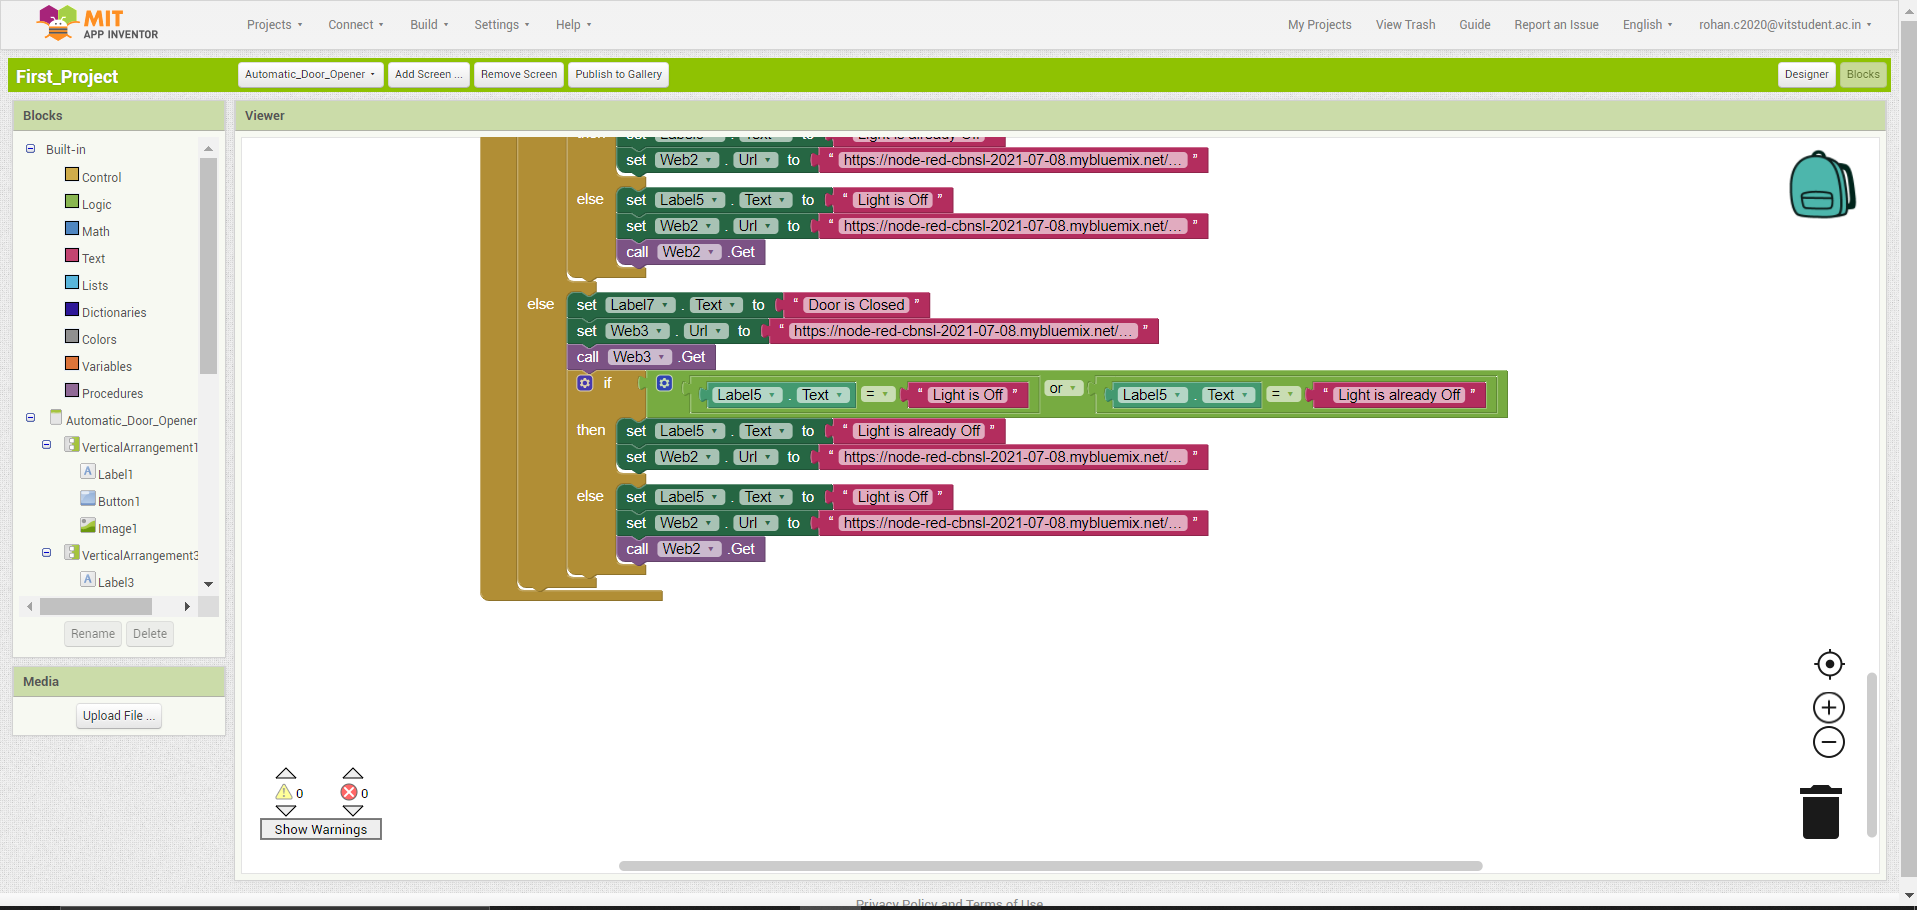 MIT
APP INVENTOR
Projects Connect Build Settings Help My Projects View Trash Guide Report an Issue English rohan.c2020@vitstudent.ac.in
First_Project Automatic_Door_Opener Add Screen ... Remove Screen Publish to Gallery Designer Blocks
Blocks
Built-in
Control
Logic
Math
Text
Lists
Dictionaries
Colors
Variables
Procedures
Automatic_Door_Opener
VerticalArrangement1
Label1
Button1
Image1
VerticalArrangement3
Label3
Rename Delete
Media
Upload File ...
Viewer
then set Label5 . Text to “ Light is already Off ”
set Web2 . Url to “ https://node-red-cbnsl-2021-07-08.mybluemix.net/... ”
else set Label5 . Text to “ Light is Off ”
set Web2 . Url to “ https://node-red-cbnsl-2021-07-08.mybluemix.net/... ”
call Web2 .Get
else set Label7 . Text to “ Door is Closed ”
set Web3 . Url to “ https://node-red-cbnsl-2021-07-08.mybluemix.net/... ”
call Web3 .Get
if Label5 . Text = “ Light is Off ” or Label5 . Text = “ Light is already Off ”
then set Label5 . Text to “ Light is already Off ”
set Web2 . Url to “ https://node-red-cbnsl-2021-07-08.mybluemix.net/... ”
else set Label5 . Text to “ Light is Off ”
set Web2 . Url to “ https://node-red-cbnsl-2021-07-08.mybluemix.net/... ”
call Web2 .Get
0 0
Show Warnings
Privacy Policy and Terms of Use